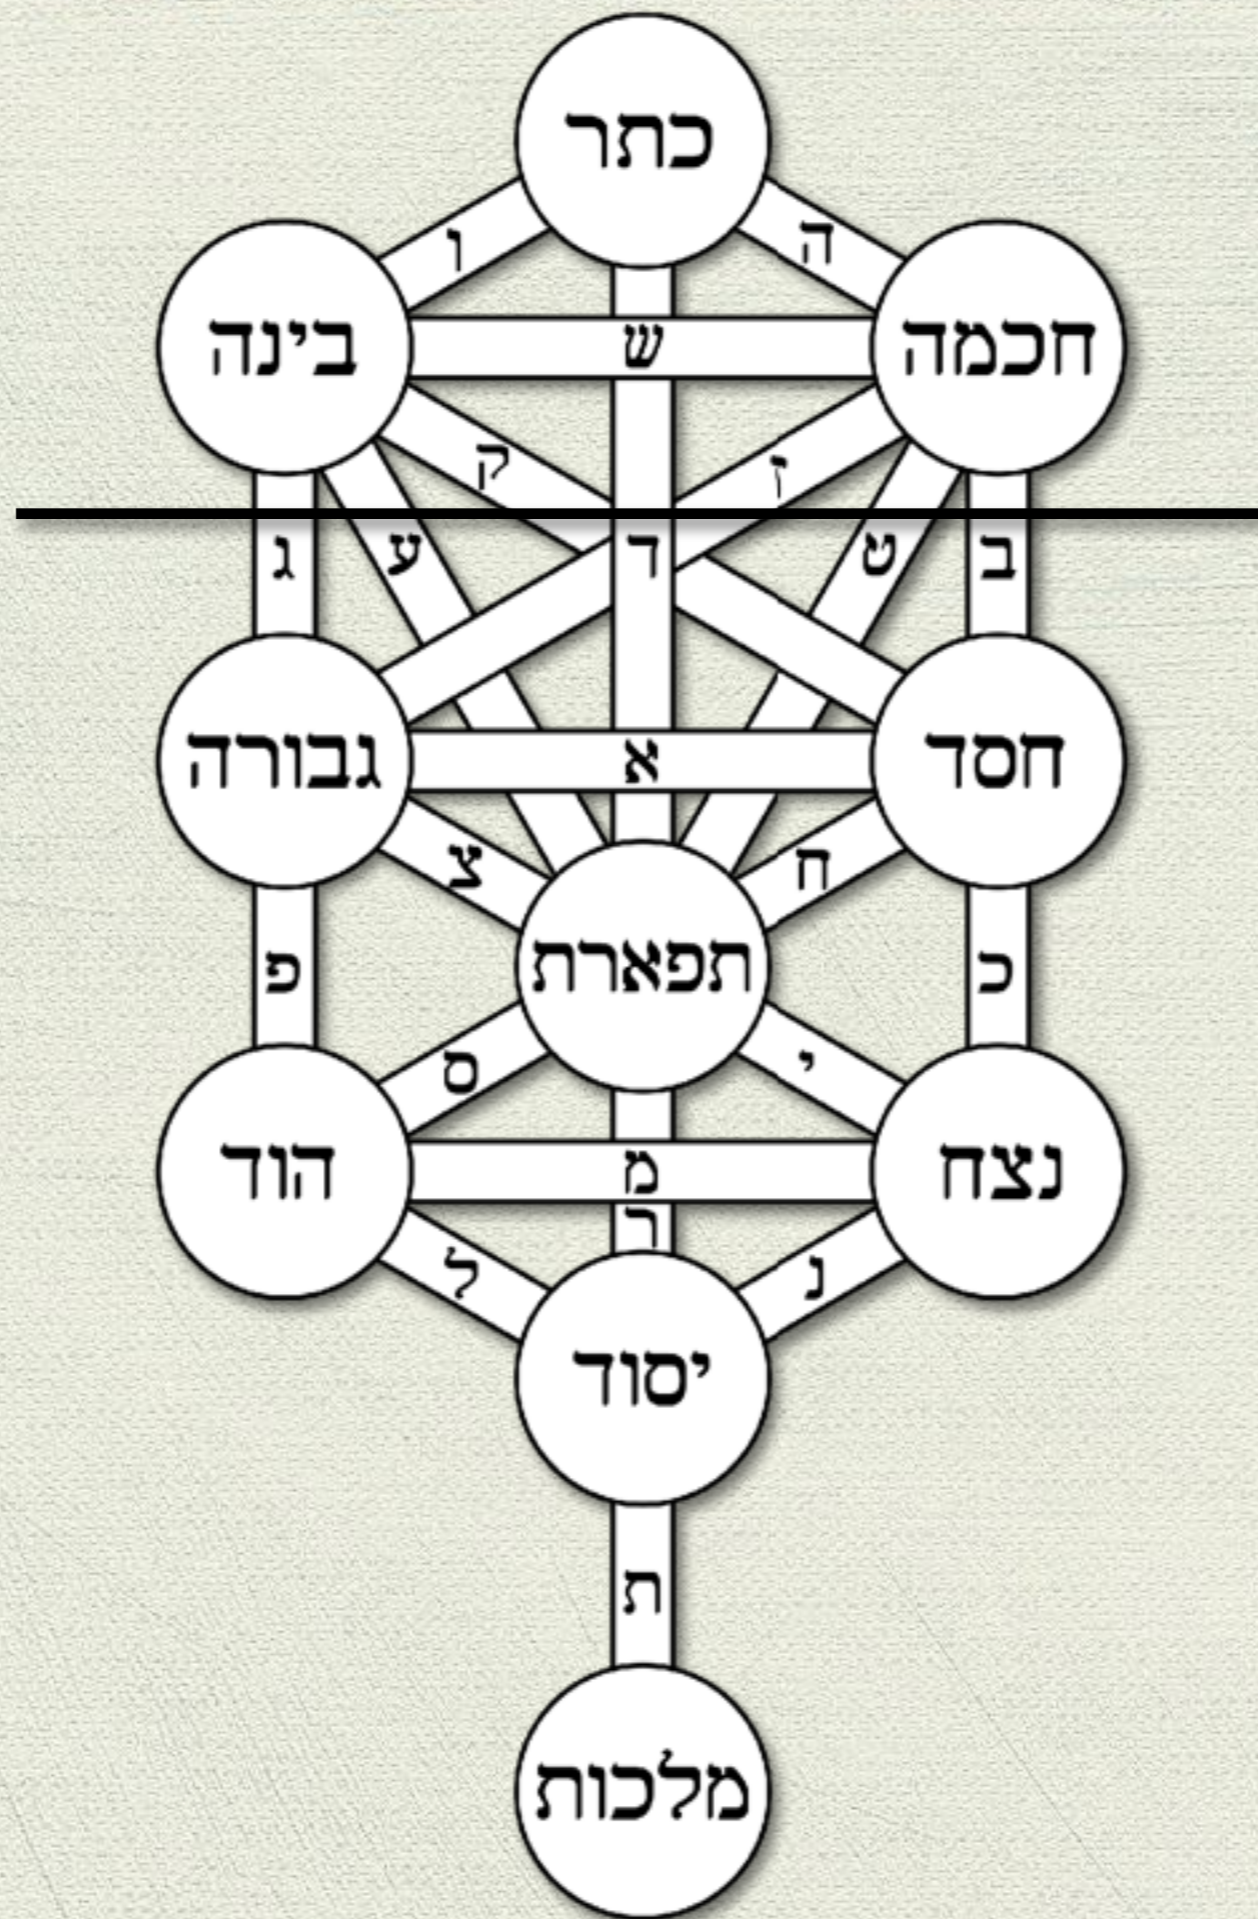 כתר
ה
ו
חכמה
ש
בינה
ז
ק
ב
ט
ד
ע
ג
חסד
א
גבורה
ח
צ
כ
תפארת
פ
י
ס
נצח
מ
הוד
ר
נ
ל
יסוד
ת
מלכות